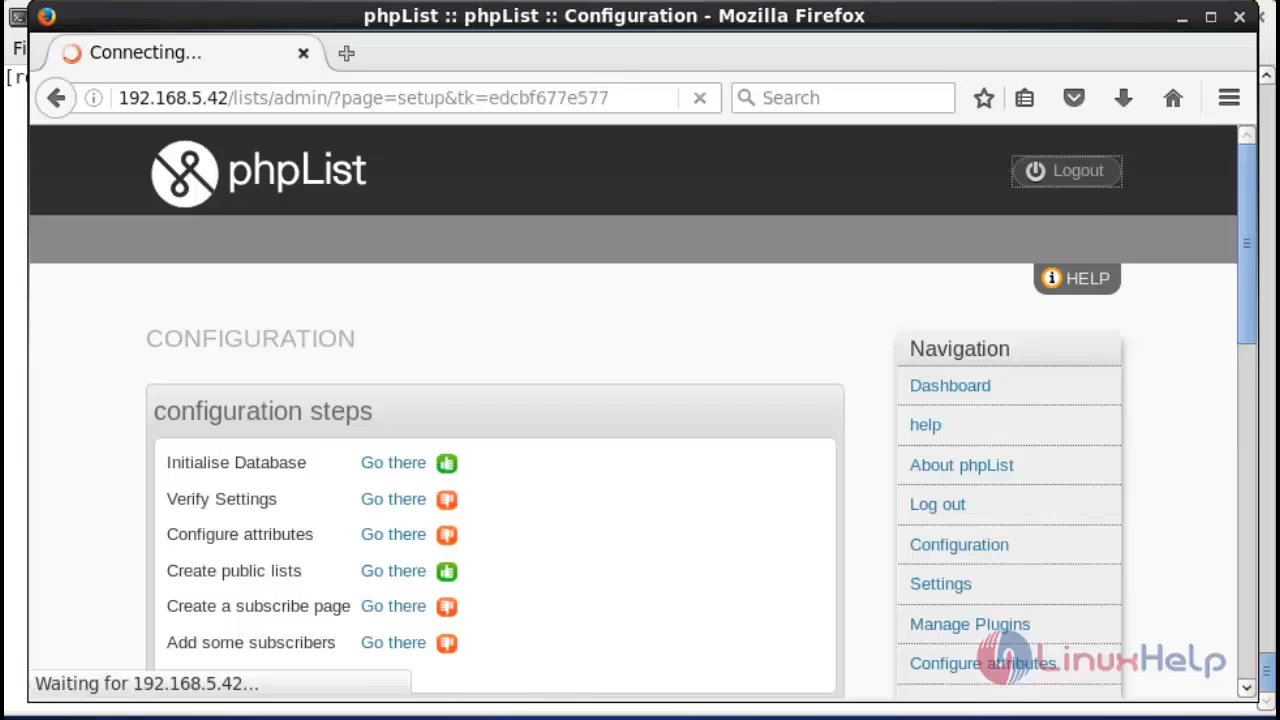 phpList :: phpList :: Configuration - Mozilla Firefox
Fi
Connecting...
[r
192.168.5.42/lists/admin/?page=setup&tk=edcbf677e577
Search
phpList
Logout
HELP
CONFIGURATION
Navigation
Dashboard
help
About phpList
Log out
Configuration
Settings
Manage Plugins
Configure attributes
configuration steps
Initialise Database Go there
Verify Settings Go there
Configure attributes Go there
Create public lists Go there
Create a subscribe page Go there
Add some subscribers Go there
LinuxHelp
Waiting for 192.168.5.42...